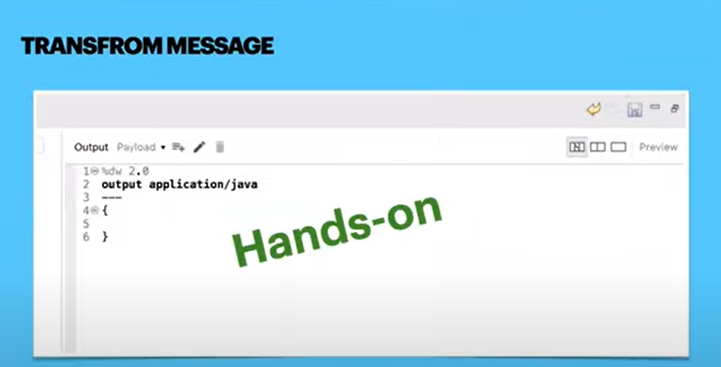 TRANSFROM MESSAGE
Output Payload Preview
1 %dw 2.0
2 output application/java
3 ---
4 {
5
6 }
Hands-on